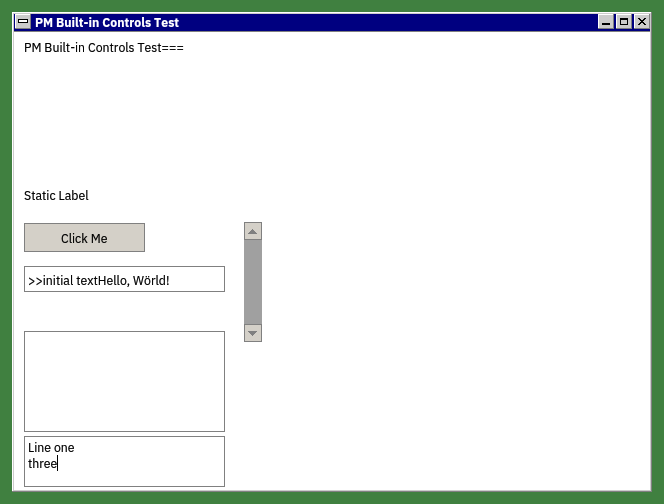 PM Built-in Controls Test
PM Built-in Controls Test===
Static Label
Click Me
>>initial textHello, Wörld!
Line one
three